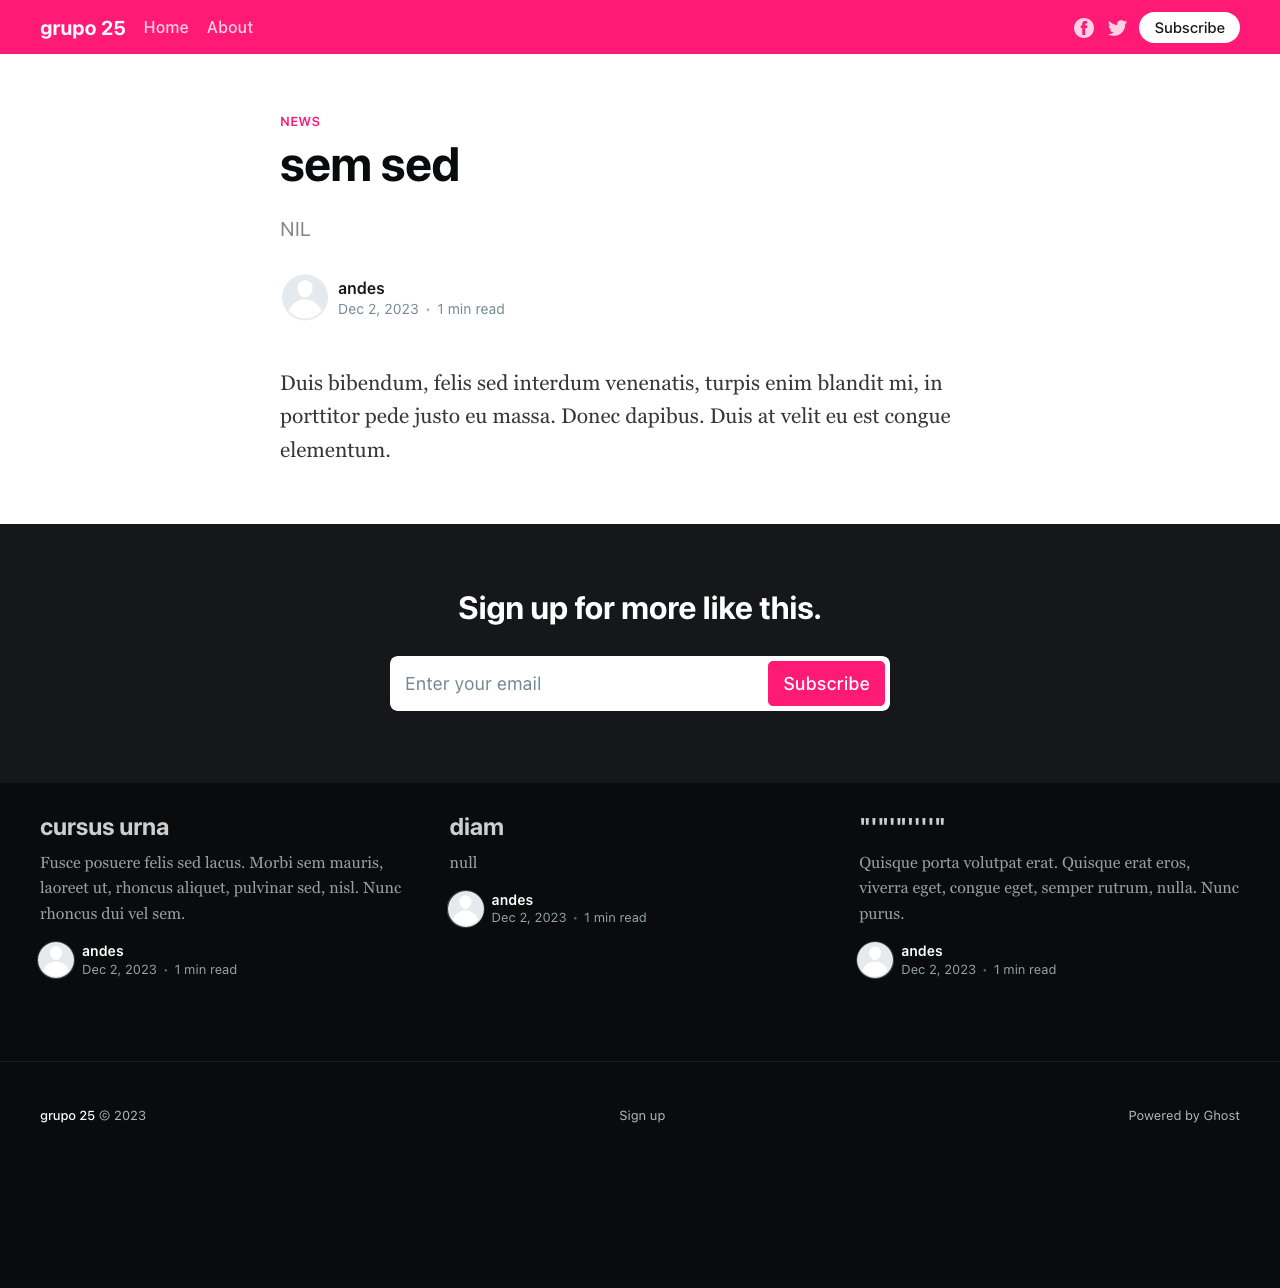 grupo 25 Home About Subscribe
NEWS
sem sed
NIL
andes
Dec 2, 2023 • 1 min read
Duis bibendum, felis sed interdum venenatis, turpis enim blandit mi, in
porttitor pede justo eu massa. Donec dapibus. Duis at velit eu est congue
elementum.
Sign up for more like this.
Enter your email Subscribe
cursus urna
Fusce posuere felis sed lacus. Morbi sem mauris,
laoreet ut, rhoncus aliquet, pulvinar sed, nisl. Nunc
rhoncus dui vel sem.
andes
Dec 2, 2023 • 1 min read
diam
null
andes
Dec 2, 2023 • 1 min read
"'"'"''''"
Quisque porta volutpat erat. Quisque erat eros,
viverra eget, congue eget, semper rutrum, nulla. Nunc
purus.
andes
Dec 2, 2023 • 1 min read
grupo 25 © 2023 Sign up Powered by Ghost